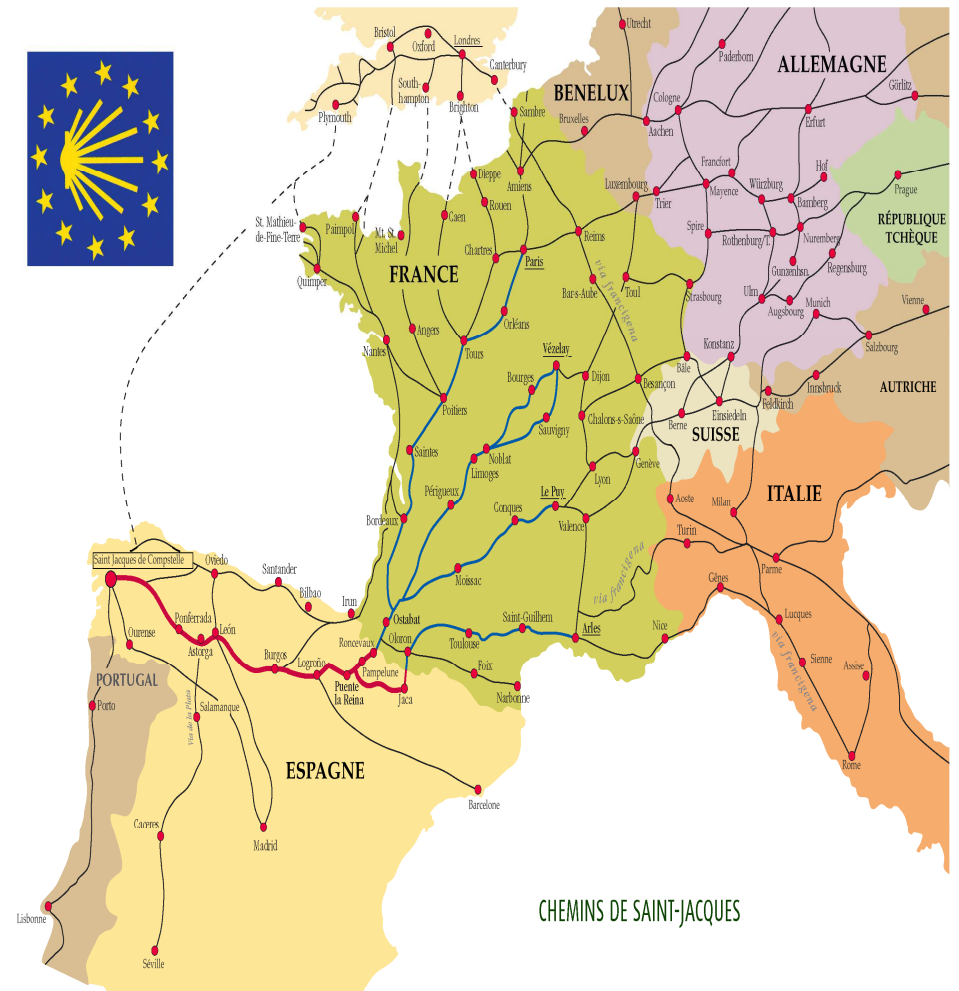 Utrecht
Bristol
Oxford
Londres
Paderborn
ALLEMAGNE
Canterbury
South-
hampton
Görlitz
BENELUX
Cologne
Brighton
Plymouth
Sambre
Bruxelles
Aachen
Erfurt
Dieppe
Amiens
Francfort
Hof
Luxembourg
Trier
Mayence
Würzburg
Bamberg
Prague
Rouen
Caen
St. Mathieu-
de-Fine-Terre
Paimpol
Mt. St.
Michel
RÉPUBLIQUE
TCHÈQUE
Reims
Spire
Rothenburg/T.
Nuremberg
Chartres
Paris
FRANCE
Quimper
via francigena
Bar-s-Aube
Toul
Strasbourg
Gunzenhsn.
Regensburg
Ulm
Augsbourg
Munich
Vienne
Orléans
Angers
Nantes
Tours
Vézelay
Konstanz
Salzbourg
Bâle
Bourges
Dijon
Besançon
Innsbruck
AUTRICHE
Feldkirch
Poitiers
Sauvigny
Chalons-s-Saône
Berne
Einsiedeln
SUISSE
Saintes
Noblat
Limoges
Genève
Lyon
Périgueux
Le Puy
Conques
ITALIE
Aoste
Milan
Bordeaux
Valence
Turin
Saint Jacques de Compstelle
Oviedo
Santander
Bilbao
Irun
Moissac
via francigena
Parme
Gênes
Ponferrada
León
Ostabat
Saint-Guilhem
Arles
Nice
Lucques
Ourense
Astorga
Roncevaux
Oloron
Toulouse
via francigena
Burgos
Logroño
Pampelune
Foix
Sienne
Assise
PORTUGAL
Puente
la Reina
Jaca
Narbonne
Porto
Via de la Plata
Salamanque
ESPAGNE
Rome
Barcelone
Caceres
Madrid
Lisbonne
CHEMINS DE SAINT-JACQUES
Séville